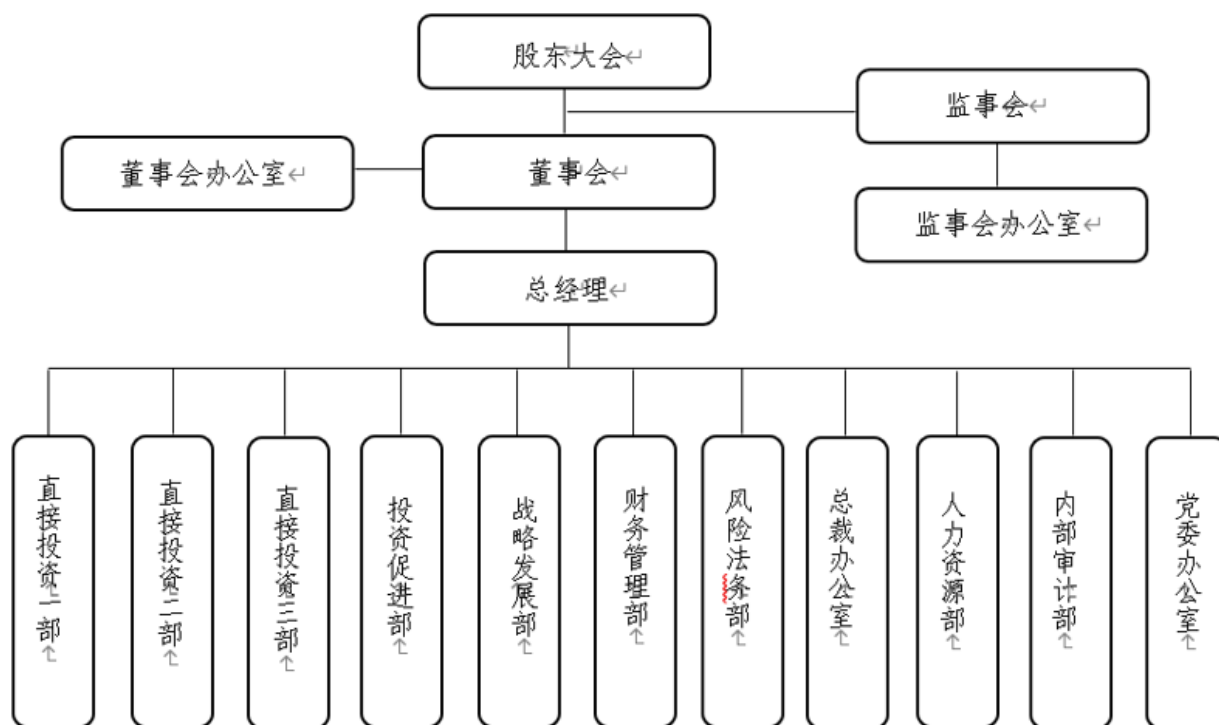 股东大会
监事会
董事会办公室
董事会
监事会办公室
总经理
直接投资一部
直接投资二部
直接投资三部
投资促进部
战略发展部
财务管理部
风险法务部
总裁办公室
人力资源部
内部审计部
党委办公室